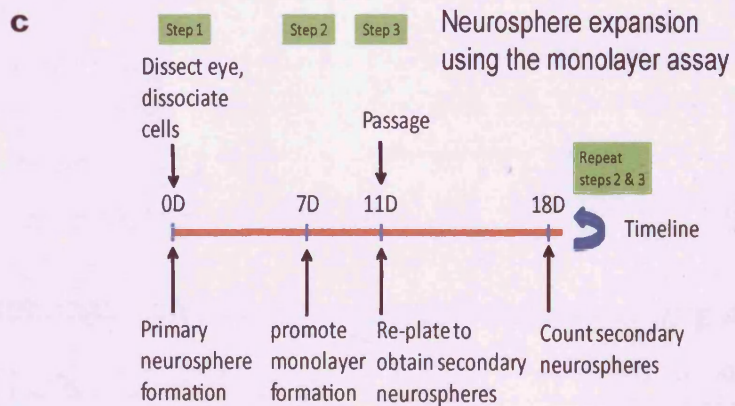 c
Step 1
Step 2
Step 3
Neurosphere expansion
using the monolayer assay
Dissect eye,
dissociate
cells
Passage
Repeat
steps 2 & 3
0D
7D
11D
18D
Timeline
Primary
neurosphere
formation
promote
monolayer
formation
Re-plate to
obtain secondary
neurospheres
Count secondary
neurospheres